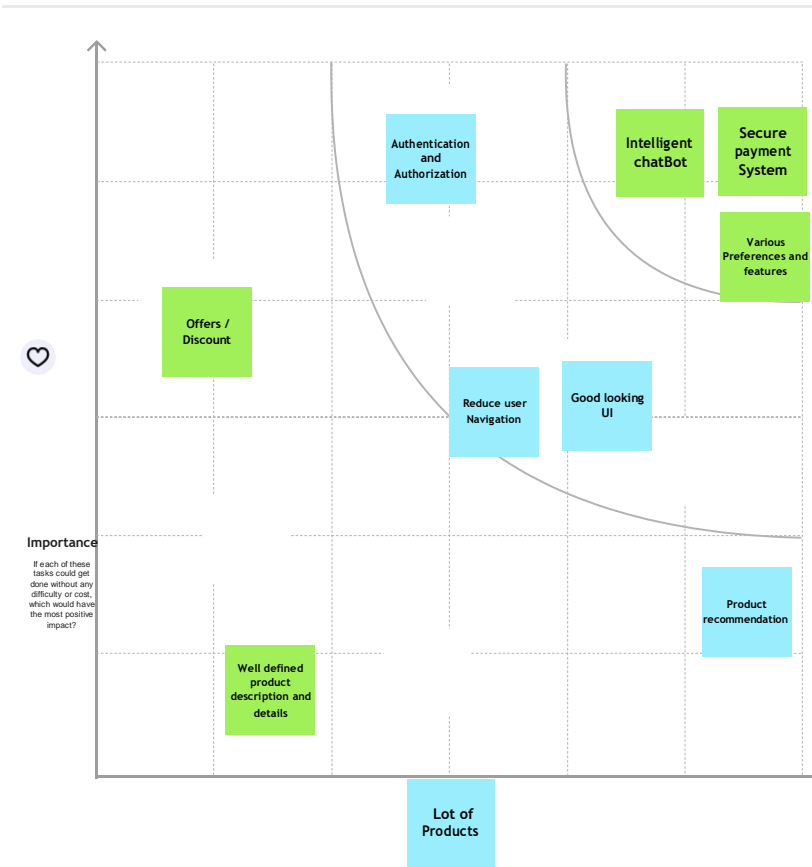 Authentication
and
Authorization
Intelligent
chatBot
Secure
payment
System
Various
Preferences and
features
Offers /
Discount
Reduce user
Navigation
Good looking
UI
Importance
If each of these
tasks could get
done without any
difficulty or cost,
which would have
the most positive
impact?
Product
recommendation
Well defined
product
description and
details
Lot of
Products